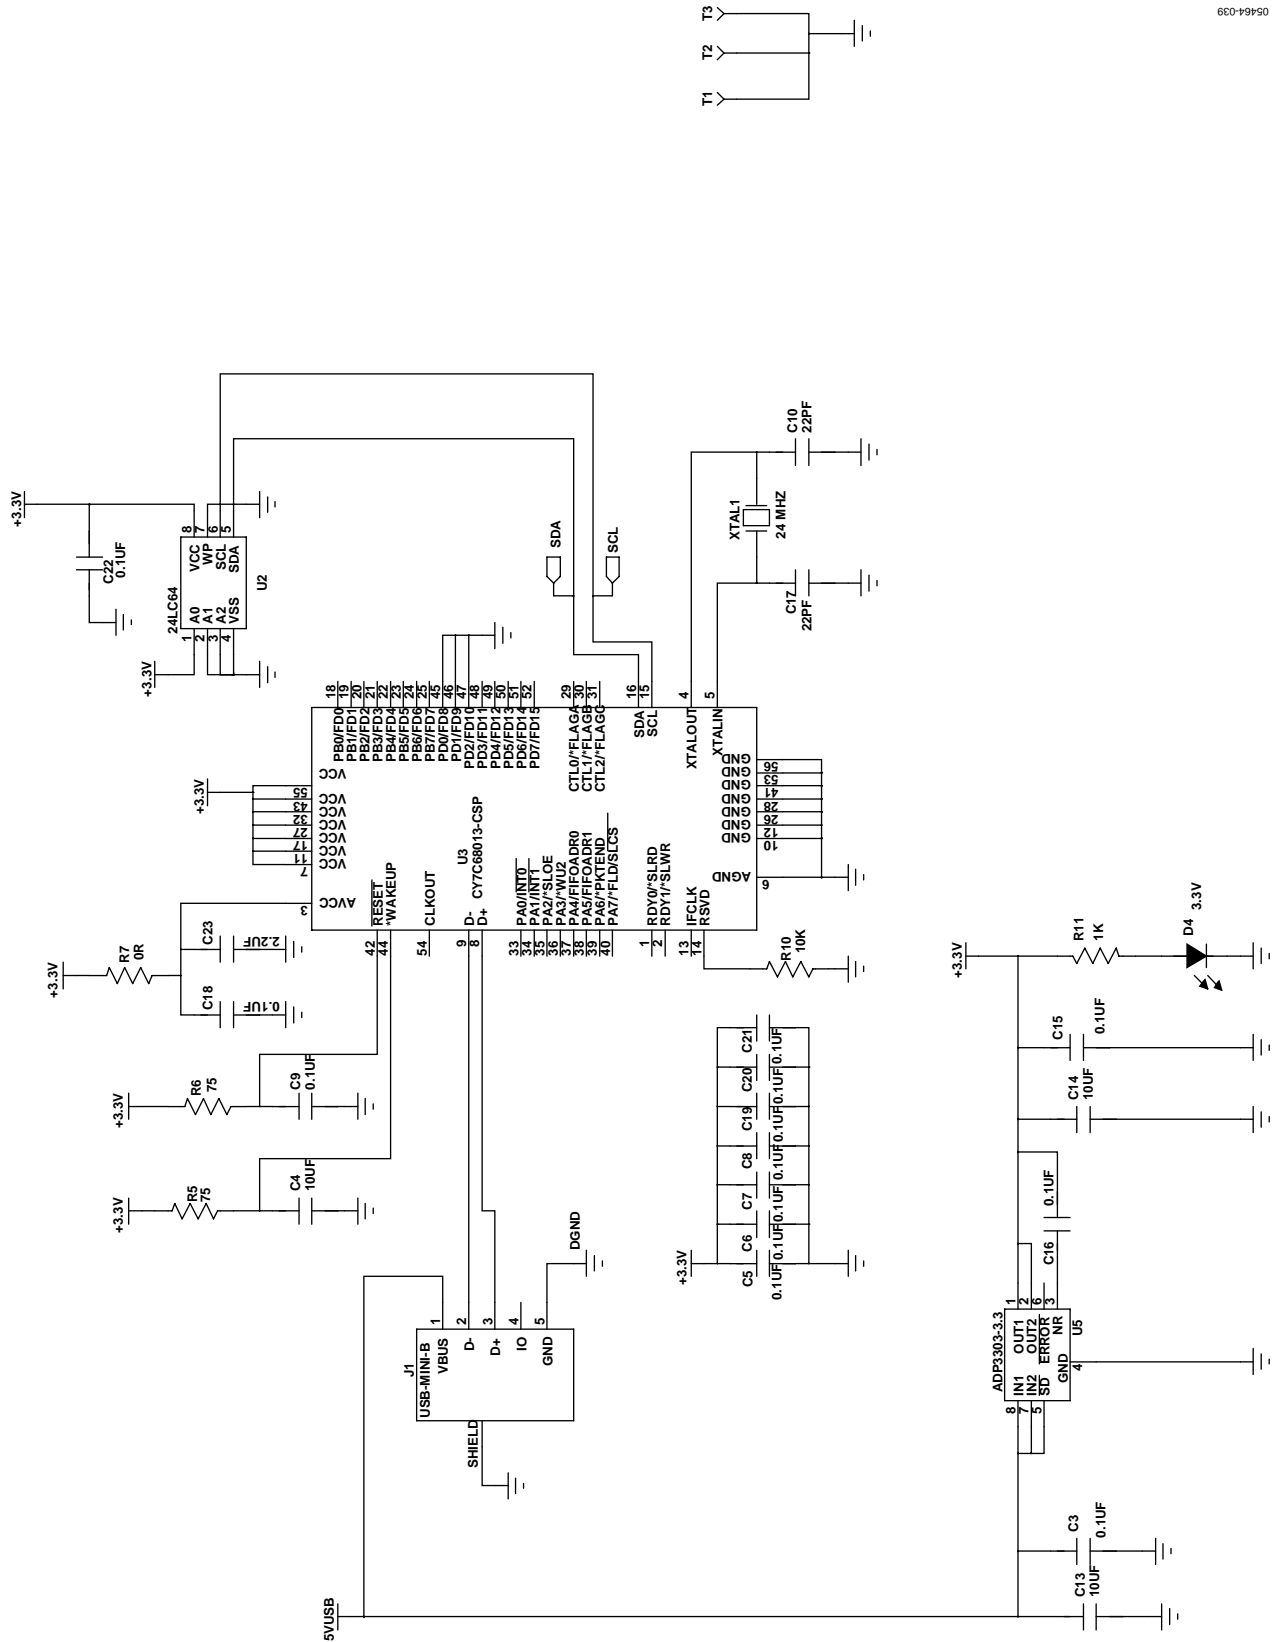 05464-039
T3
T2
T1
+3.3V
C22
0.1UF
24LC64
1 A0
2 A1
3 A2
4 VSS
VCC 8
WP 7
SCL 6
SDA 5
U2
+3.3V
SDA
SCL
C10
22PF
XTAL1
24 MHZ
C17
22PF
+3.3V
VCC
VCC 55
VCC 43
VCC 32
VCC 27
VCC 17
VCC 11
7
PB0/FD0 18
PB1/FD1 19
PB2/FD2 20
PB3/FD3 21
PB4/FD4 22
PB5/FD5 23
PB6/FD6 24
PB7/FD7 25
PD0/FD8 45
PD1/FD9 46
PD2/FD10 47
PD3/FD11 48
PD4/FD12 49
PD5/FD13 50
PD6/FD14 51
PD7/FD15 52
CTL0/*FLAGA 29
CTL1/*FLAGB 30
CTL2/*FLAGC 31
SDA 16
SCL 15
XTALOUT 4
XTALIN 5
GND 56
GND 53
GND 41
GND 28
GND 26
GND 12
GND 10
AGND 6
AVCC 3
U3
CY7C68013-CSP
42 RESET
44 *WAKEUP
54 CLKOUT
9 D-
8 D+
33 PA0/INT0
34 PA1/INT1
35 PA2/*SLOE
36 PA3/*WU2
37 PA4/FIFOADR0
38 PA5/FIFOADR1
39 PA6/*PKTEND
40 PA7/*FLD/SLCS
1 RDY0/*SLRD
2 RDY1/*SLWR
13 IFCLK
14 RSVD
R10
10K
+3.3V
R7
0R
C23
2.2UF
C18
0.1UF
+3.3V
R6
75
C9
0.1UF
+3.3V
R5
75
C4
10UF
+3.3V
C21
0.1UF
C20
0.1UF
C19
0.1UF
C8
0.1UF
C7
0.1UF
C6
0.1UF
C5
0.1UF
J1
USB-MINI-B
VBUS 1
D- 2
D+ 3
IO 4
GND 5
SHIELD
DGND
5VUSB
C13
10UF
C3
0.1UF
ADP3303-3.3
8 IN1
7 IN2
5 SD
OUT1 1
OUT2 2
ERROR 6
NR 3
GND
4
U5
C16
0.1UF
C14
10UF
C15
0.1UF
+3.3V
R11
1K
D4
3.3V